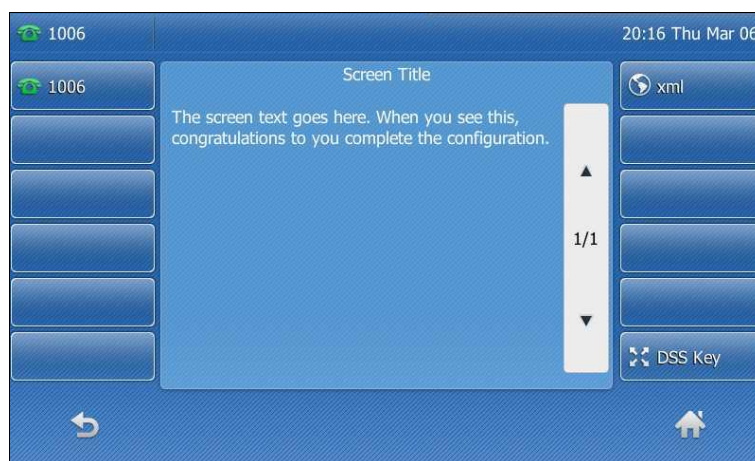 1006
20:16 Thu Mar 06
1006
Screen Title
xml
The screen text goes here. When you see this,
congratulations to you complete the configuration.
1/1
DSS Key